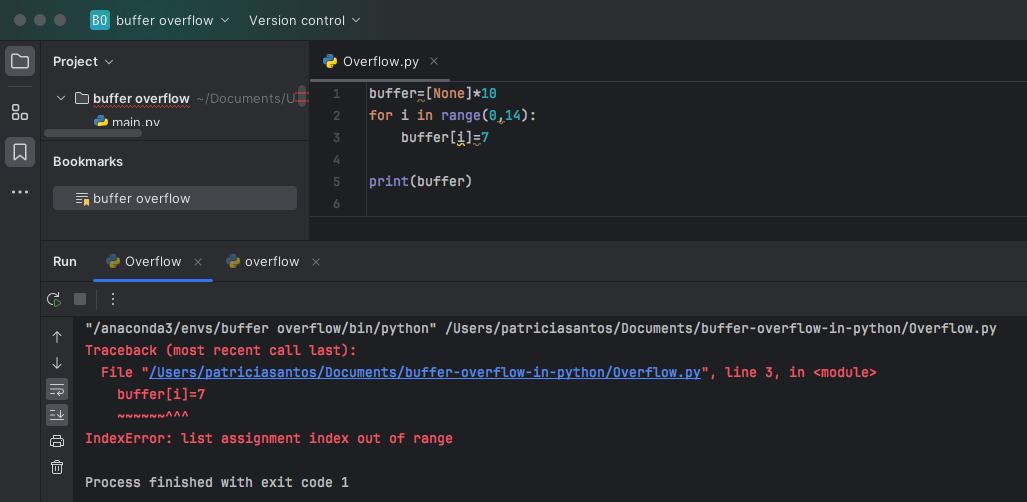 BO buffer overflow Version control
Project
buffer overflow ~/Documents/U
main.py
Bookmarks
buffer overflow
Overflow.py
1 buffer=[None]*10
2 for i in range(0,14):
3     buffer[i]=7
4
5 print(buffer)
6
Run Overflow overflow
"/anaconda3/envs/buffer overflow/bin/python" /Users/patriciasantos/Documents/buffer-overflow-in-python/Overflow.py
Traceback (most recent call last):
  File "/Users/patriciasantos/Documents/buffer-overflow-in-python/Overflow.py", line 3, in <module>
    buffer[i]=7
    ~~~~~~^^^
IndexError: list assignment index out of range
Process finished with exit code 1